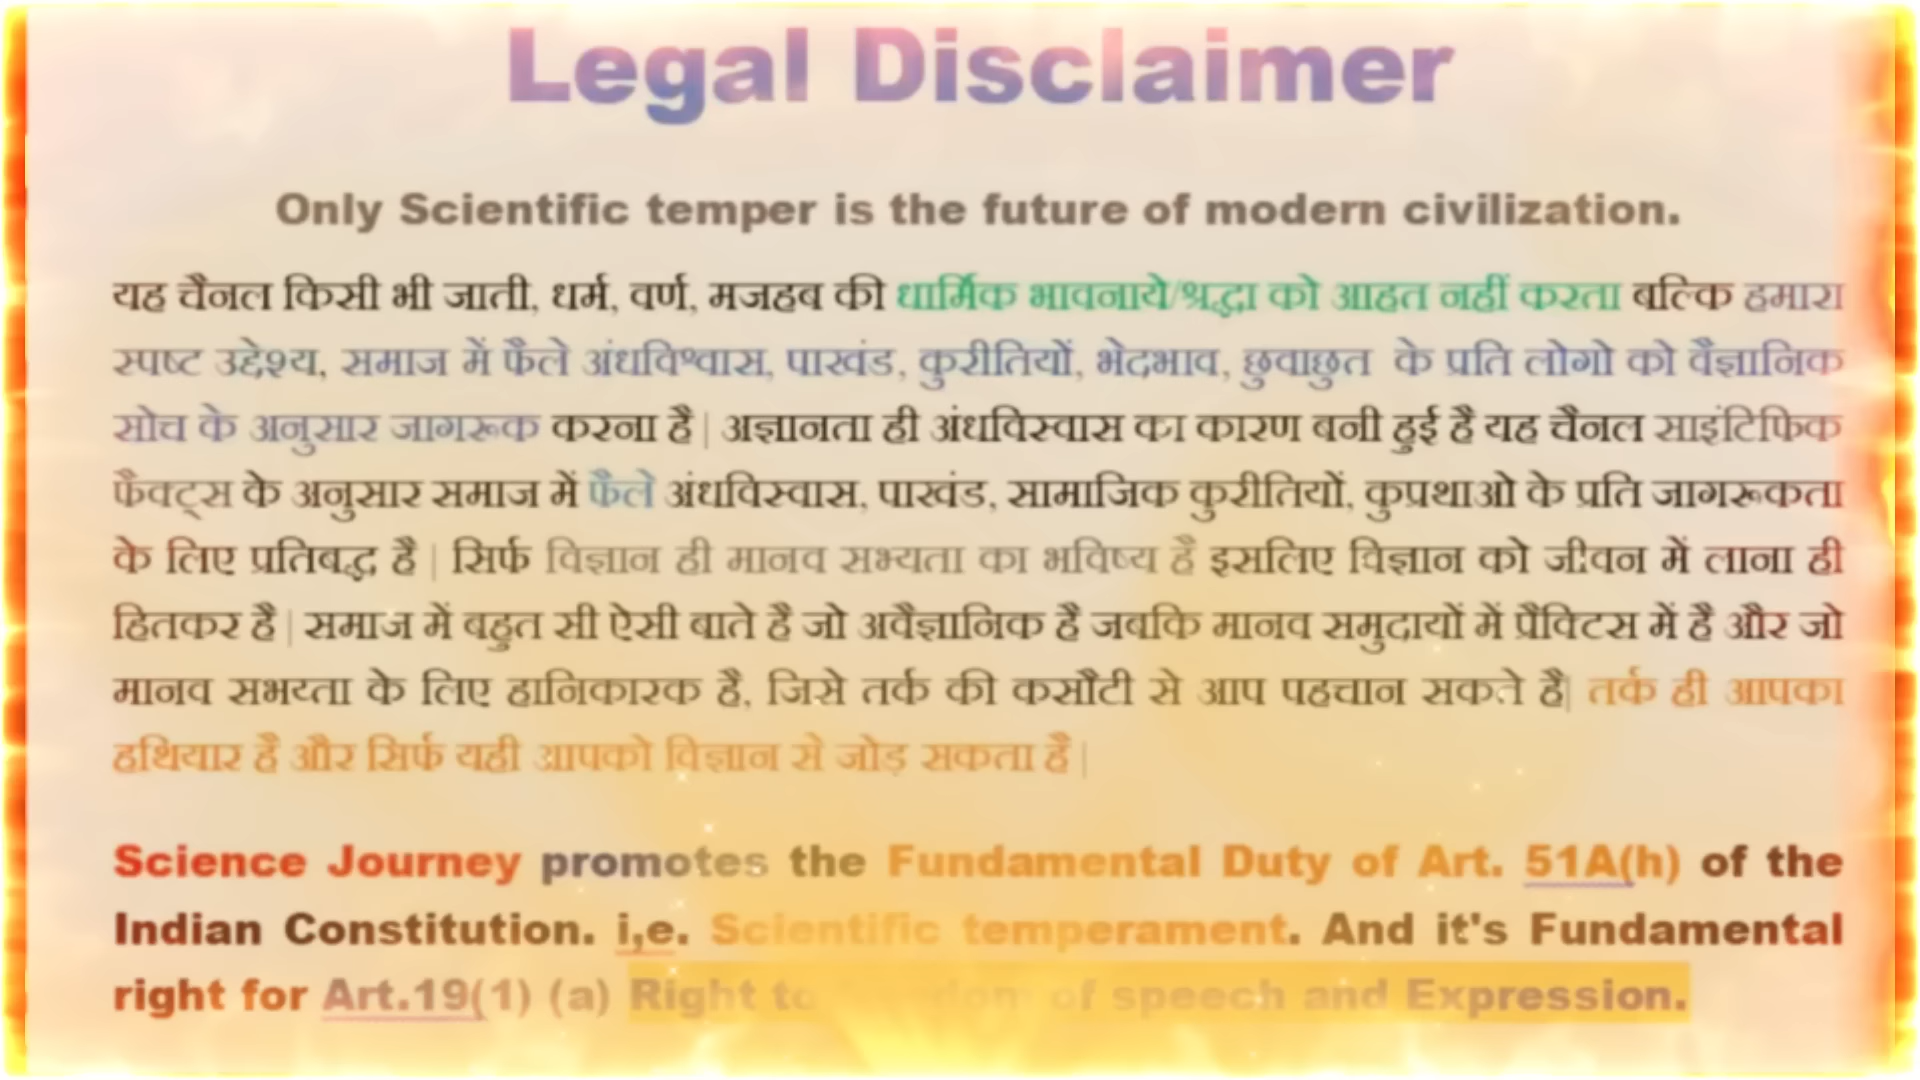 Legal Disclaimer
Only Scientific temper is the future of modern civilization.
यह चैनल किसी भी जाती, धर्म, वर्ण, मजहब की धार्मिक भावनाये/श्रद्धा को आहत नहीं करता बल्कि हमारा
स्पष्ट उद्देश्य, समाज में फैले अंधविश्वास, पाखंड, कुरीतियों, भेदभाव, छुवाछुत के प्रति लोगो को वैज्ञानिक
सोच के अनुसार जागरूक करना है | अज्ञानता ही अंधविस्वास का कारण बनी हुई है यह चैनल साइंटिफिक
फैक्ट्स के अनुसार समाज में फैले अंधविस्वास, पाखंड, सामाजिक कुरीतियों, कुप्रथाओ के प्रति जागरूकता
के लिए प्रतिबद्ध है | सिर्फ विज्ञान ही मानव सभ्यता का भविष्य है इसलिए विज्ञान को जीवन में लाना ही
हितकर है | समाज में बहुत सी ऐसी बाते है जो अवैज्ञानिक है जबकि मानव समुदायों में प्रैक्टिस में है और जो
मानव सभय्ता के लिए हानिकारक है, जिसे तर्क की कसौटी से आप पहचान सकते है| तर्क ही आपका
हथियार है और सिर्फ यही आपको विज्ञान से जोड़ सकता है |
Science Journey promotes the Fundamental Duty of Art. 51A(h) of the
Indian Constitution. i,e. Scientific temperament. And it's Fundamental
right for Art.19(1) (a) Right to of speech and Expression.